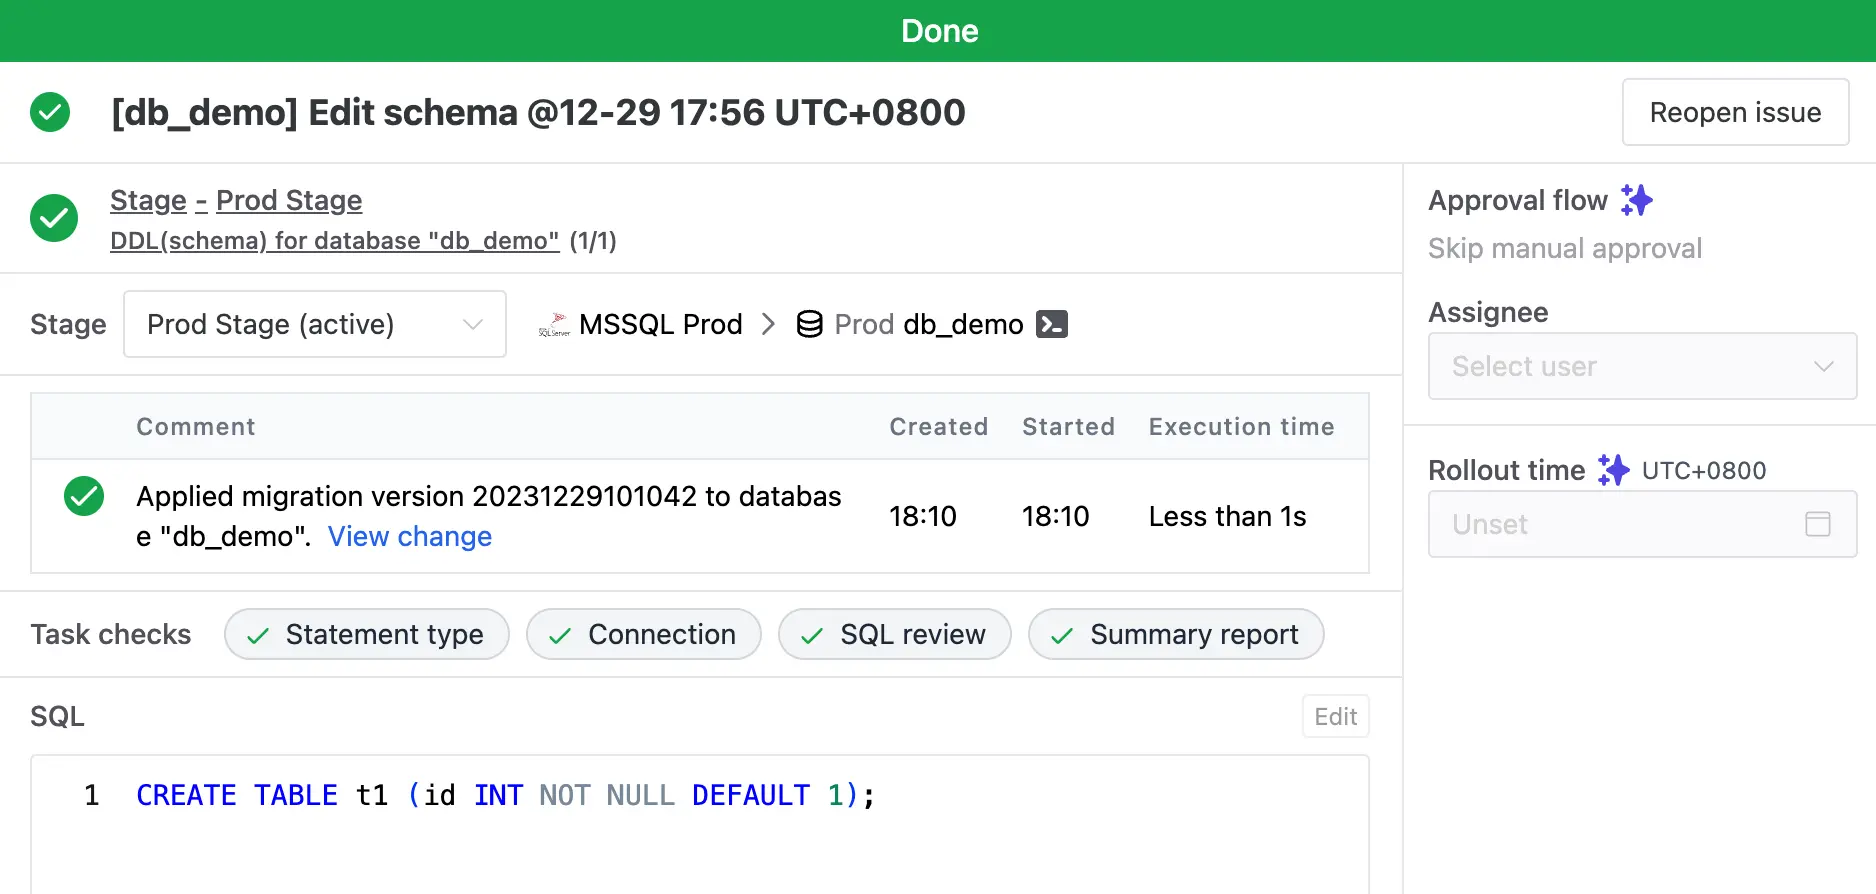 Done
[db_demo] Edit schema @12-29 17:56 UTC+0800
Reopen issue
Stage - Prod Stage
DDL(schema) for database "db_demo" (1/1)
Stage
Prod Stage (active)
SQL Server
MSSQL Prod
Prod db_demo
Comment
Created
Started
Execution time
Applied migration version 20231229101042 to databas
e "db_demo". View change
18:10
18:10
Less than 1s
Task checks
Statement type
Connection
SQL review
Summary report
SQL
Edit
1 CREATE TABLE t1 (id INT NOT NULL DEFAULT 1);
Approval flow
Skip manual approval
Assignee
Select user
Rollout time UTC+0800
Unset